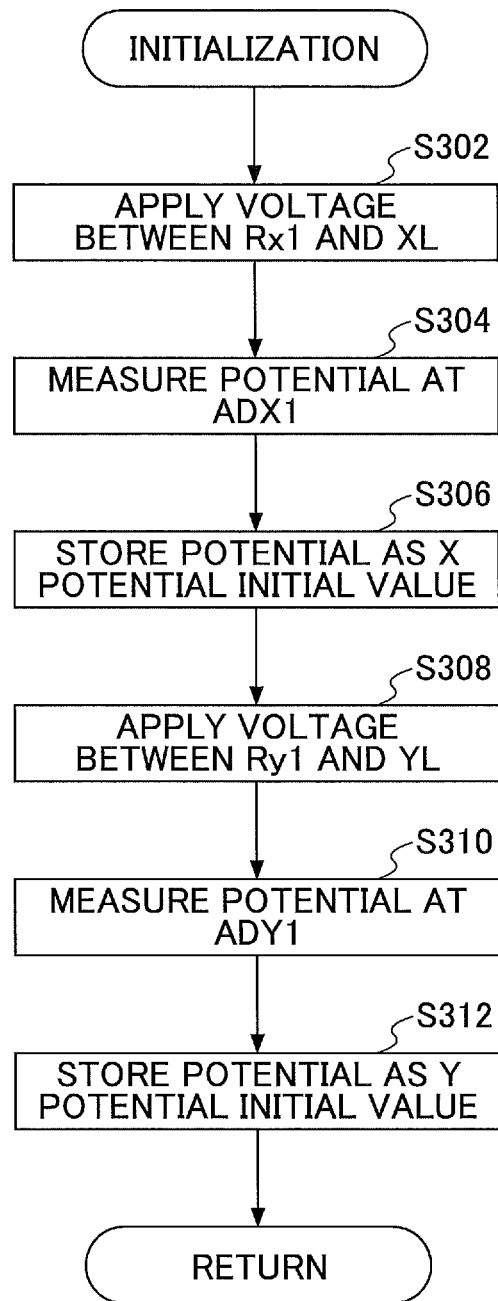 INITIALIZATION
S302
APPLY VOLTAGE
BETWEEN Rx1 AND XL
S304
MEASURE POTENTIAL AT
ADX1
S306
STORE POTENTIAL AS X
POTENTIAL INITIAL VALUE
S308
APPLY VOLTAGE
BETWEEN Ry1 AND YL
S310
MEASURE POTENTIAL AT
ADY1
S312
STORE POTENTIAL AS Y
POTENTIAL INITIAL VALUE
RETURN